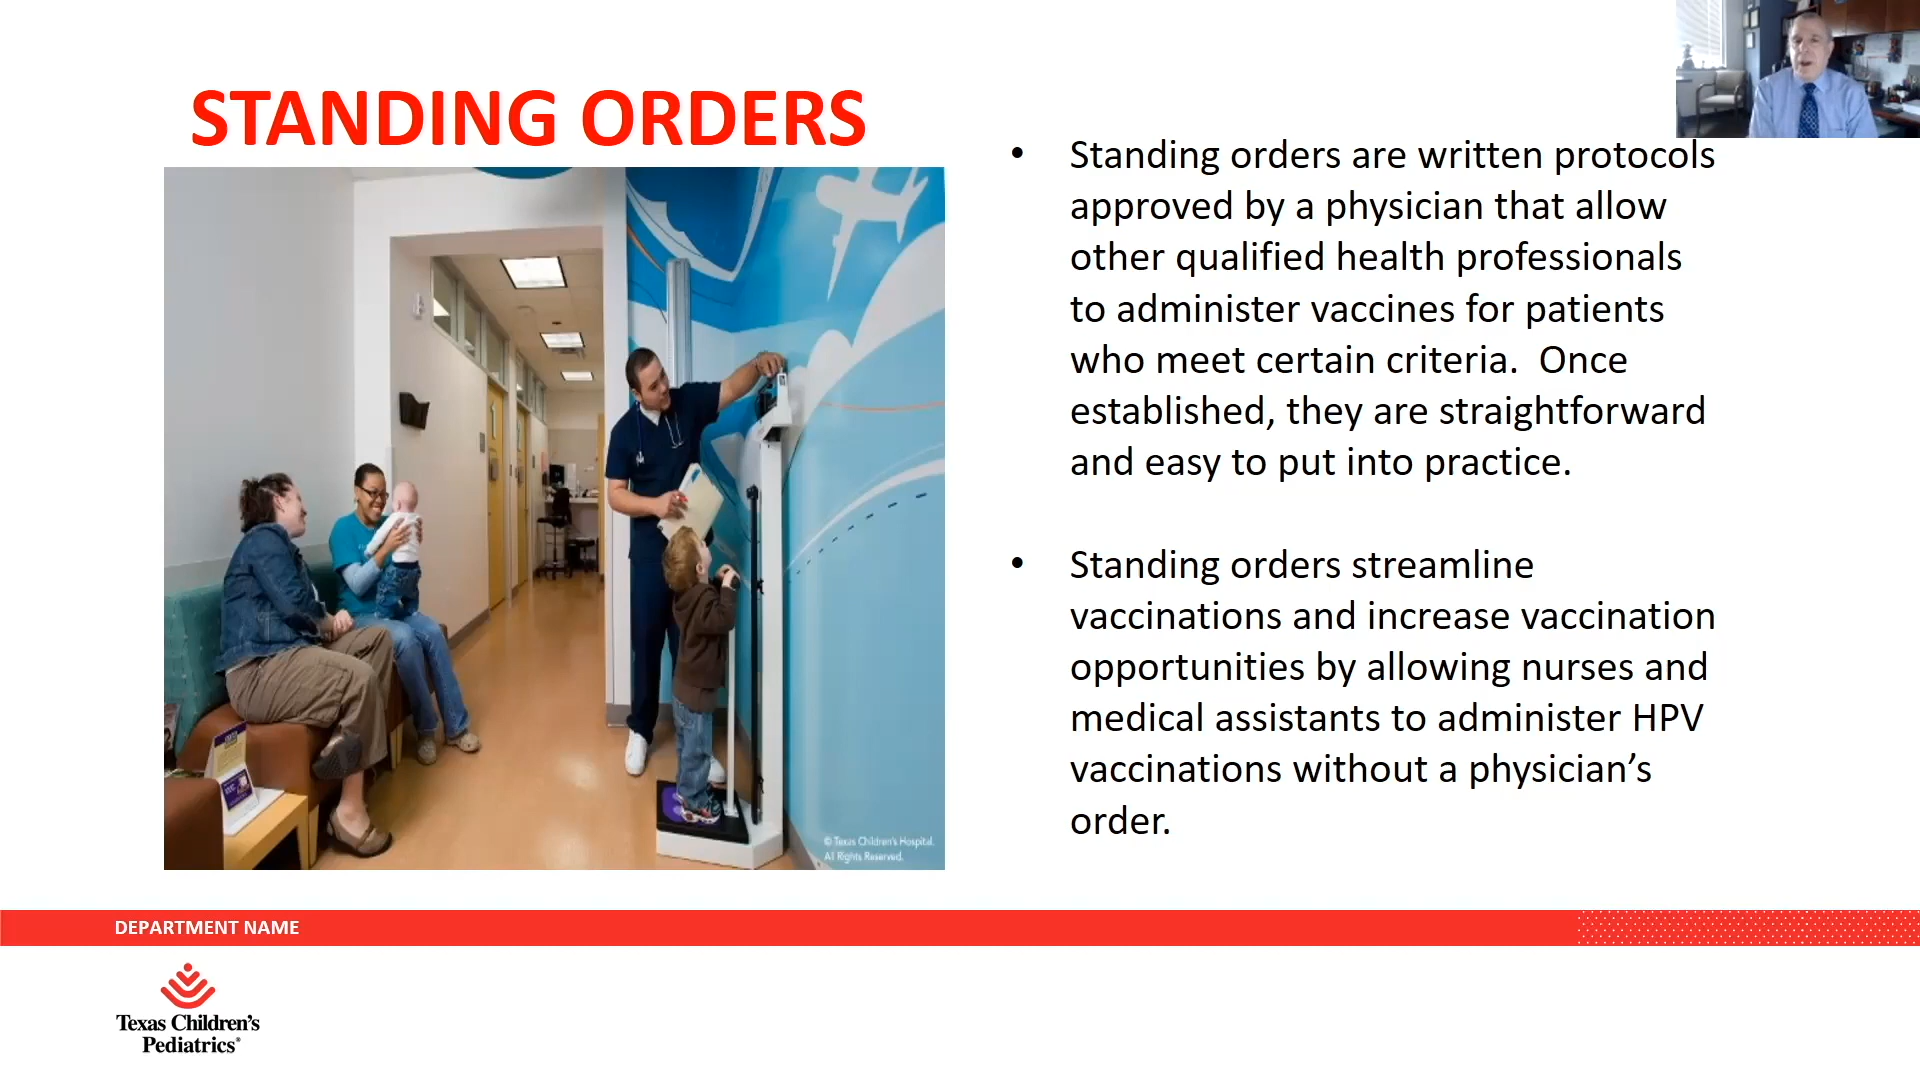 STANDING ORDERS
• Standing orders are written protocols
approved by a physician that allow
other qualified health professionals
to administer vaccines for patients
who meet certain criteria.  Once
established, they are straightforward
and easy to put into practice.
• Standing orders streamline
vaccinations and increase vaccination
opportunities by allowing nurses and
medical assistants to administer HPV
vaccinations without a physician’s
order.
© Texas Children's Hospital.
All Rights Reserved.
DEPARTMENT NAME
Texas Children’s
Pediatrics®